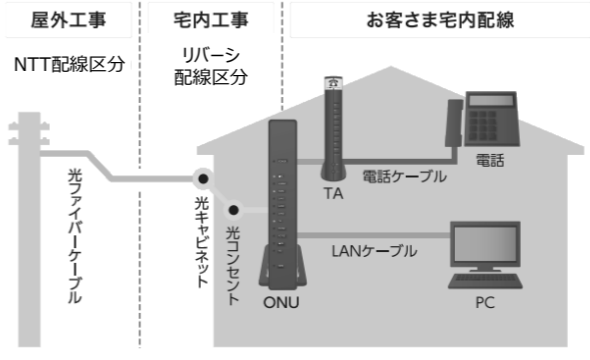 屋外工事
宅内工事
お客さま宅内配線
NTT配線区分
リバーシ
配線区分
光ファイバーケーブル
光キャビネット
光コンセント
ONU
TA
電話ケーブル
電話
LANケーブル
PC